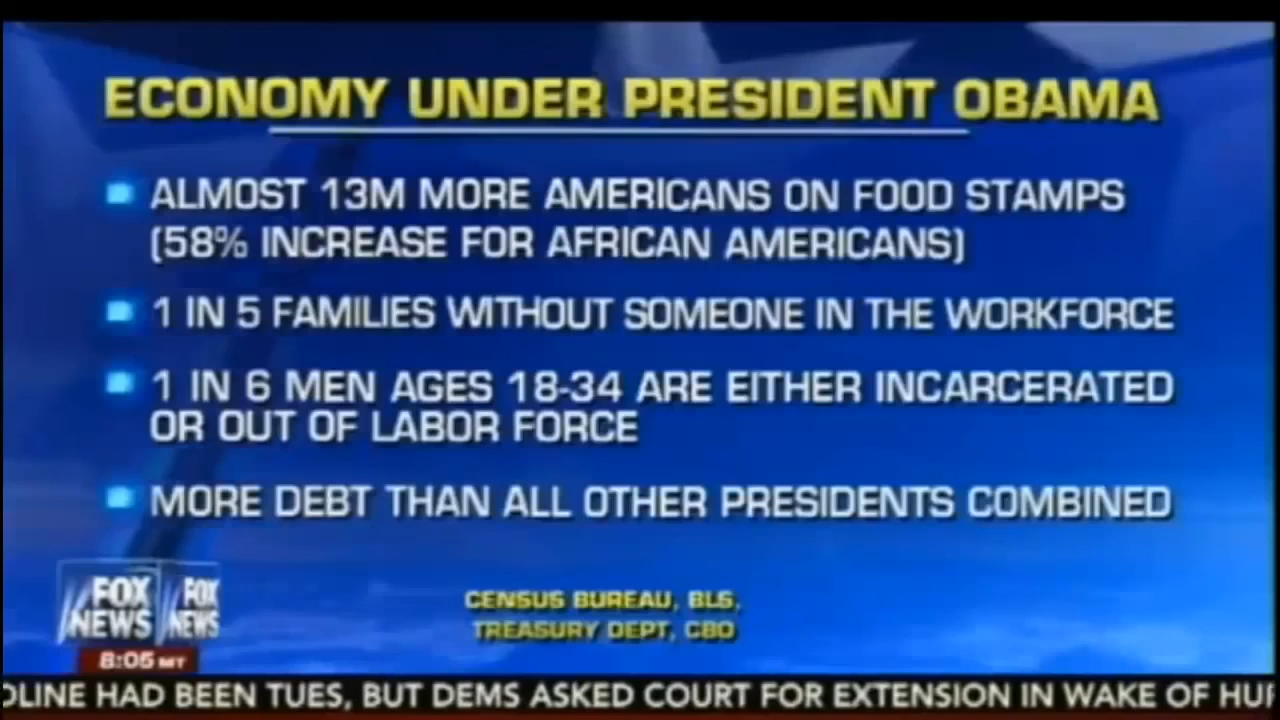 ECONOMY UNDER PRESIDENT OBAMA
ALMOST 13M MORE AMERICANS ON FOOD STAMPS
(58% INCREASE FOR AFRICAN AMERICANS)
1 IN 5 FAMILIES WITHOUT SOMEONE IN THE WORKFORCE
1 IN 6 MEN AGES 18-34 ARE EITHER INCARCERATED
OR OUT OF LABOR FORCE
MORE DEBT THAN ALL OTHER PRESIDENTS COMBINED
CENSUS BUREAU, BLS,
TREASURY DEPT, CBO
FOX NEWS
FOX NEWS
8:05 MT
DLINE HAD BEEN TUES, BUT DEMS ASKED COURT FOR EXTENSION IN WAKE OF HUR